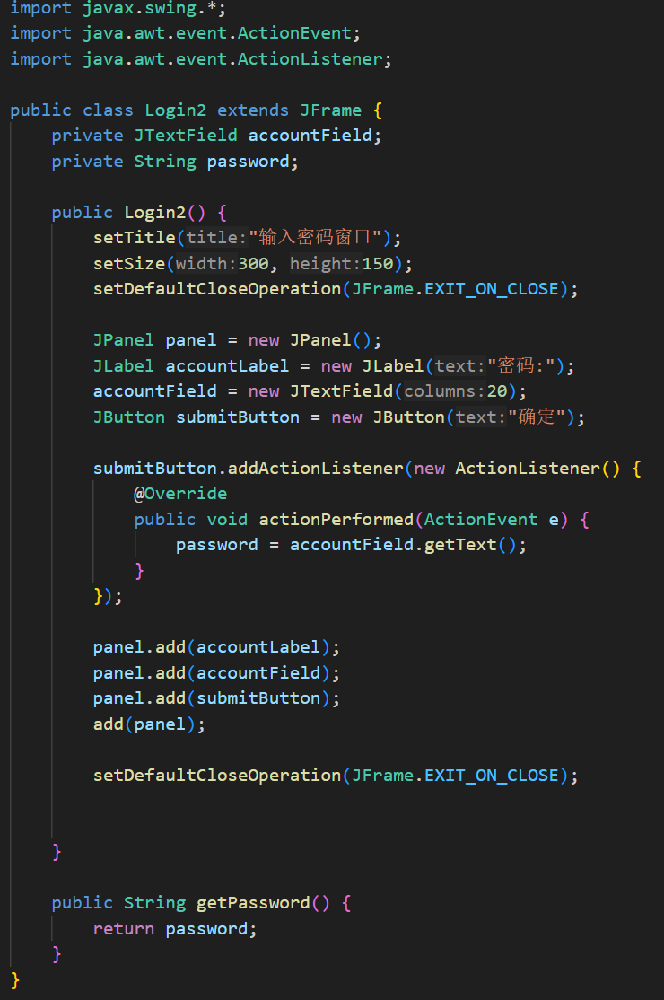 import javax.swing.*;
import java.awt.event.ActionEvent;
import java.awt.event.ActionListener;
public class Login2 extends JFrame {
private JTextField accountField;
private String password;
public Login2() {
setTitle(title:"输入密码窗口");
setSize(width:300, height:150);
setDefaultCloseOperation(JFrame.EXIT_ON_CLOSE);
JPanel panel = new JPanel();
JLabel accountLabel = new JLabel(text:"密码:");
accountField = new JTextField(columns:20);
JButton submitButton = new JButton(text:"确定");
submitButton.addActionListener(new ActionListener() {
@Override
public void actionPerformed(ActionEvent e) {
password = accountField.getText();
}
});
panel.add(accountLabel);
panel.add(accountField);
panel.add(submitButton);
add(panel);
setDefaultCloseOperation(JFrame.EXIT_ON_CLOSE);
}
public String getPassword() {
return password;
}
}